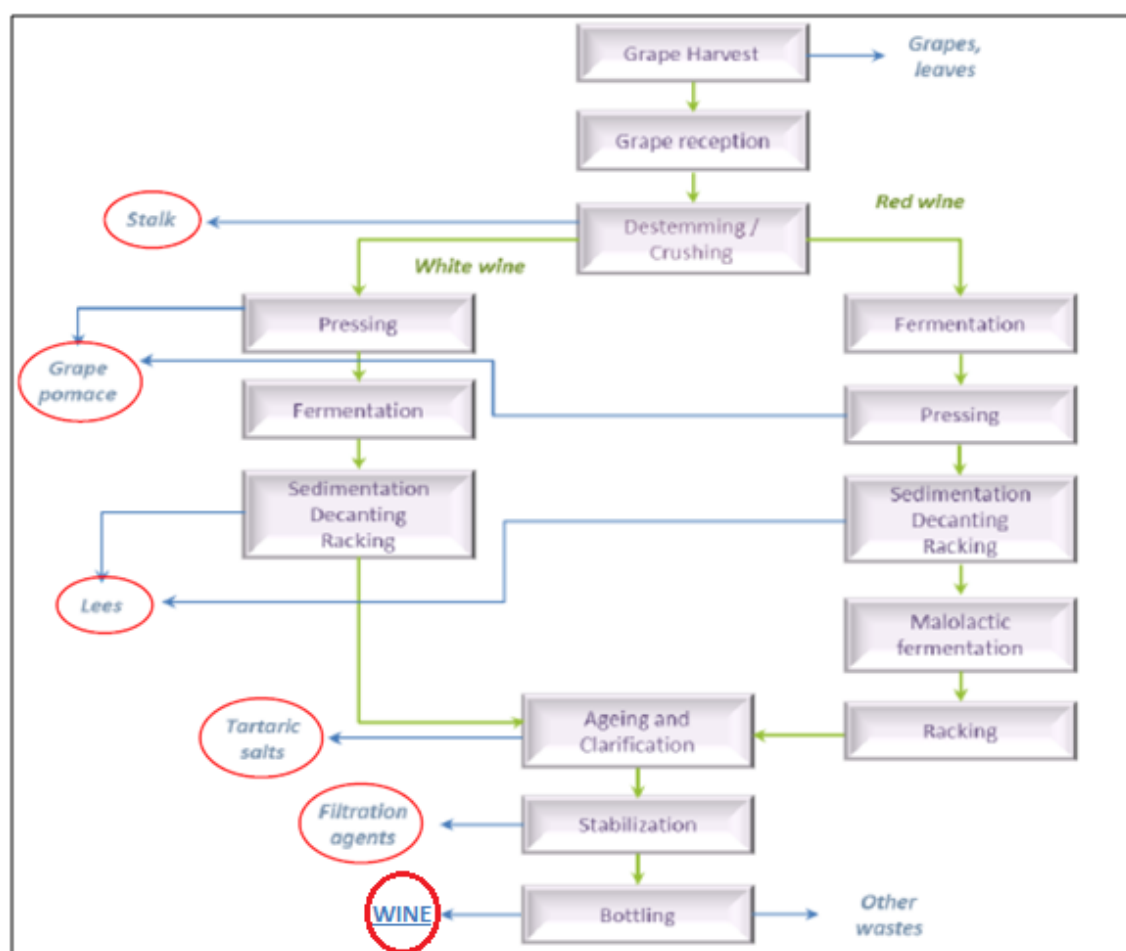 Grape Harvest
Grapes,
leaves
Grape reception
Stalk
Destemming /
Crushing
Red wine
White wine
Pressing
Fermentation
Grape
pomace
Fermentation
Pressing
Sedimentation
Decanting
Racking
Sedimentation
Decanting
Racking
Lees
Malolactic
fermentation
Tartaric
salts
Ageing and
Clarification
Racking
Filtration
agents
Stabilization
WINE
Bottling
Other
wastes